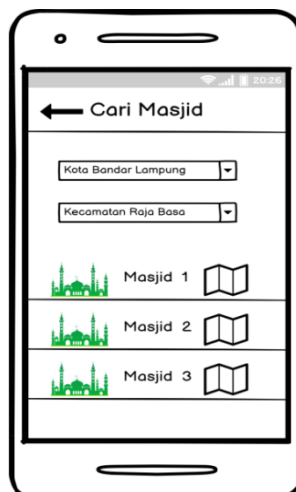 20:26
Cari Masjid
Kota Bandar Lampung
Kecamatan Raja Basa
Masjid 1
Masjid 2
Masjid 3